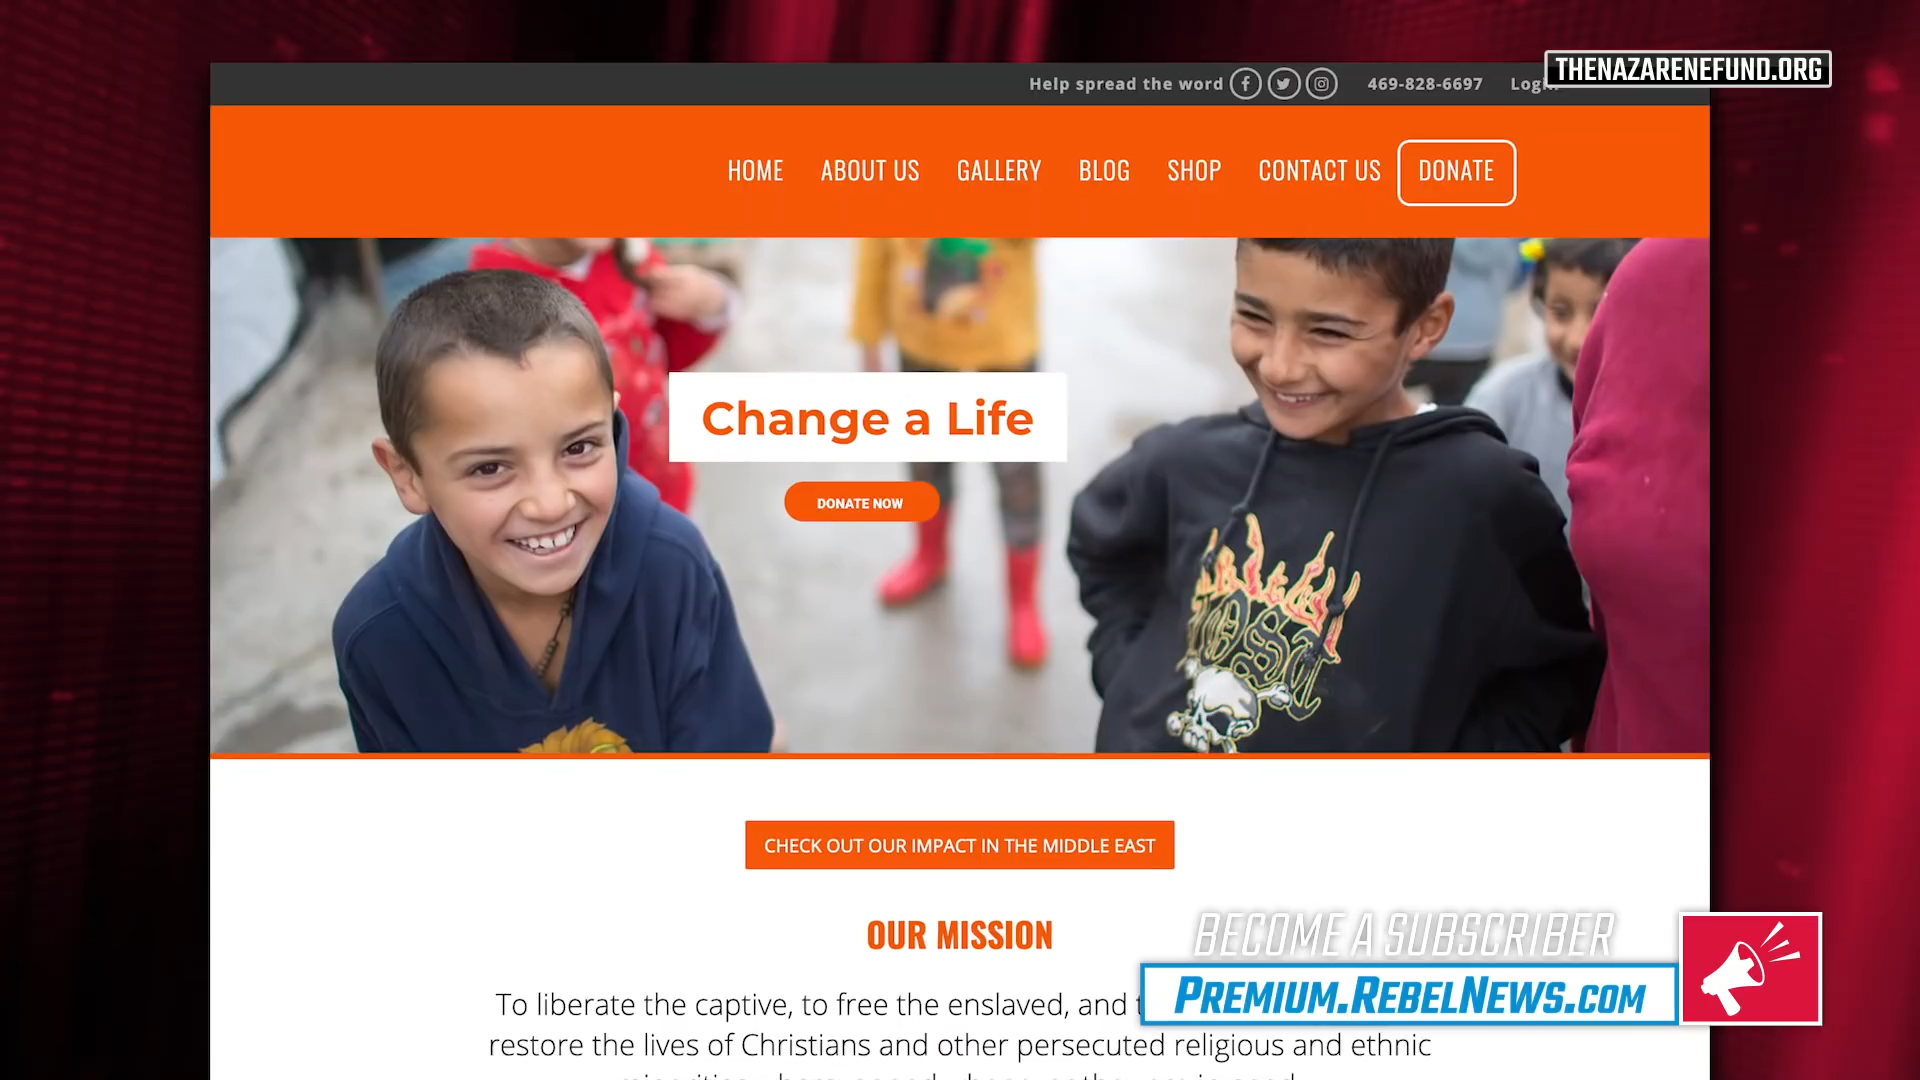 THENAZARENEFUND.ORG
Help spread the word 469-828-6697
HOME ABOUT US GALLERY BLOG SHOP CONTACT US DONATE
Change a Life
DONATE NOW
CHECK OUT OUR IMPACT IN THE MIDDLE EAST
OUR MISSION
To liberate the captive, to free the enslaved, and
restore the lives of Christians and other persecuted religious and ethnic
BECOME A SUBSCRIBER
PREMIUM.REBELNEWS.COM